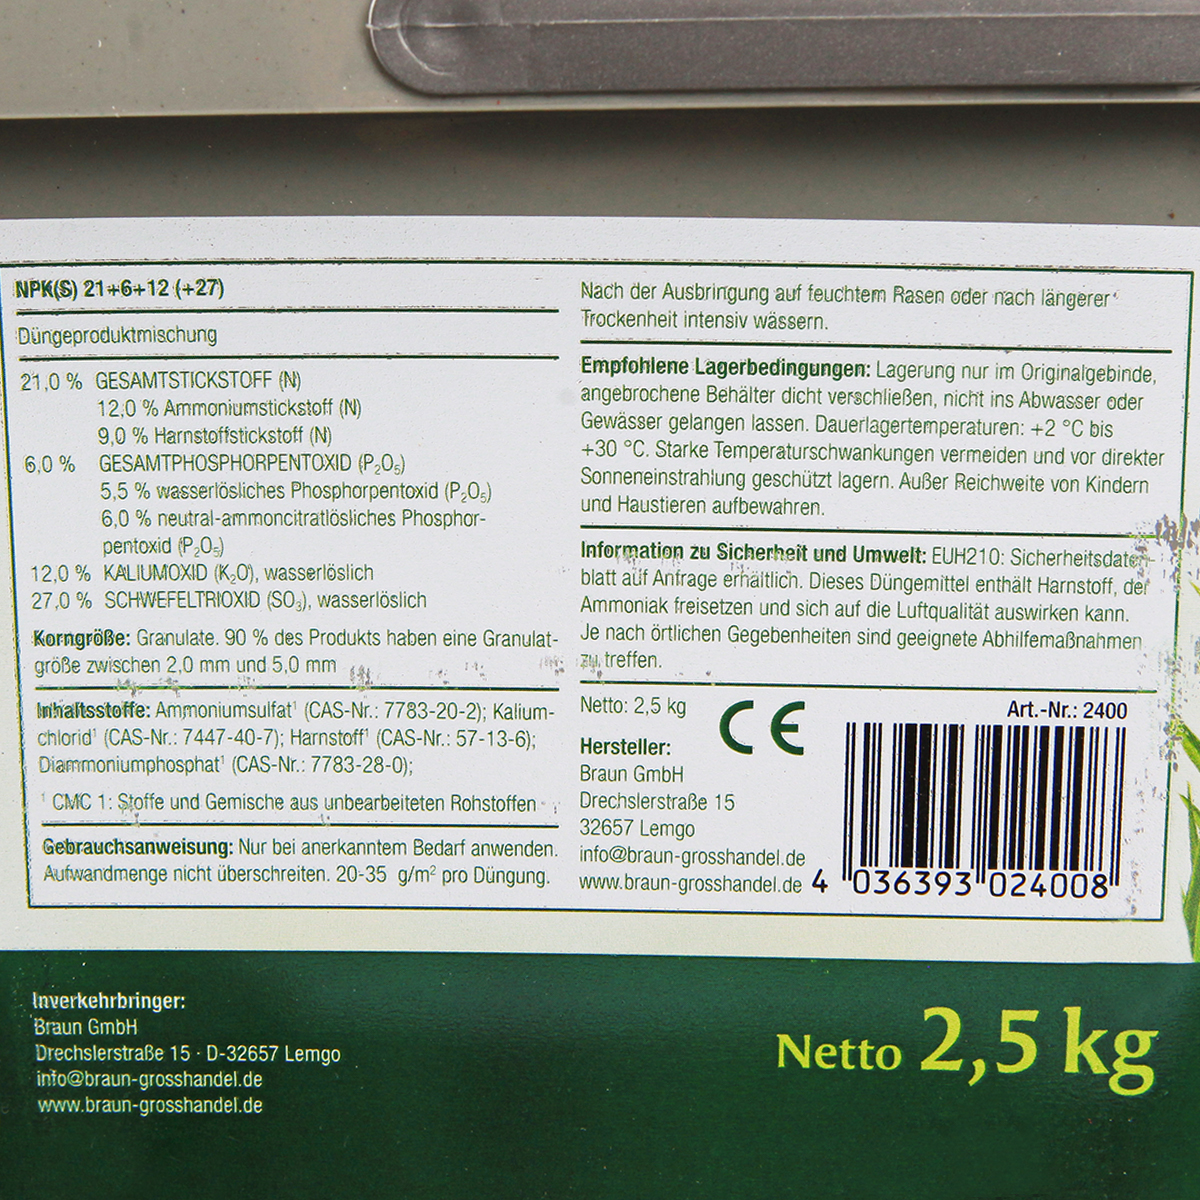 NPK(S) 21+6+12 (+27)
Düngeproduktmischung
21,0 % GESAMTSTICKSTOFF (N)
12,0 % Ammoniumstickstoff (N)
9,0 % Harnstoffstickstoff (N)
6,0 % GESAMTPHOSPHORPENTOXID (P₂O₅)
5,5 % wasserlösliches Phosphorpentoxid (P₂O₅)
6,0 % neutral-ammoncitratlösliches Phosphor-
pentoxid (P₂O₅)
12,0 % KALIUMOXID (K₂O), wasserlöslich
27,0 % SCHWEFELTRIOXID (SO₃), wasserlöslich
Korngröße: Granulate. 90 % des Produkts haben eine Granulat-
größe zwischen 2,0 mm und 5,0 mm
Inhaltsstoffe: Ammoniumsulfat¹ (CAS-Nr.: 7783-20-2); Kalium-
chlorid¹ (CAS-Nr.: 7447-40-7); Harnstoff¹ (CAS-Nr.: 57-13-6);
Diammoniumphosphat¹ (CAS-Nr.: 7783-28-0);
¹ CMC 1: Stoffe und Gemische aus unbearbeiteten Rohstoffen
Gebrauchsanweisung: Nur bei anerkanntem Bedarf anwenden.
Aufwandmenge nicht überschreiten. 20-35 g/m² pro Düngung.
Nach der Ausbringung auf feuchtem Rasen oder nach längerer
Trockenheit intensiv wässern.
Empfohlene Lagerbedingungen: Lagerung nur im Originalgebinde,
angebrochene Behälter dicht verschließen, nicht ins Abwasser oder
Gewässer gelangen lassen. Dauerlagertemperaturen: +2 °C bis
+30 °C. Starke Temperaturschwankungen vermeiden und vor direkter
Sonneneinstrahlung geschützt lagern. Außer Reichweite von Kindern
und Haustieren aufbewahren.
Information zu Sicherheit und Umwelt: EUH210: Sicherheitsdaten-
blatt auf Anfrage erhältlich. Dieses Düngemittel enthält Harnstoff, der
Ammoniak freisetzen und sich auf die Luftqualität auswirken kann.
Je nach örtlichen Gegebenheiten sind geeignete Abhilfemaßnahmen
zu treffen.
Netto: 2,5 kg
CE
Art.-Nr.: 2400
Hersteller:
Braun GmbH
Drechslerstraße 15
32657 Lemgo
info@braun-grosshandel.de
www.braun-grosshandel.de
4 036393 024008
Inverkehrbringer:
Braun GmbH
Drechslerstraße 15 · D-32657 Lemgo
info@braun-grosshandel.de
www.braun-grosshandel.de
Netto 2,5 kg